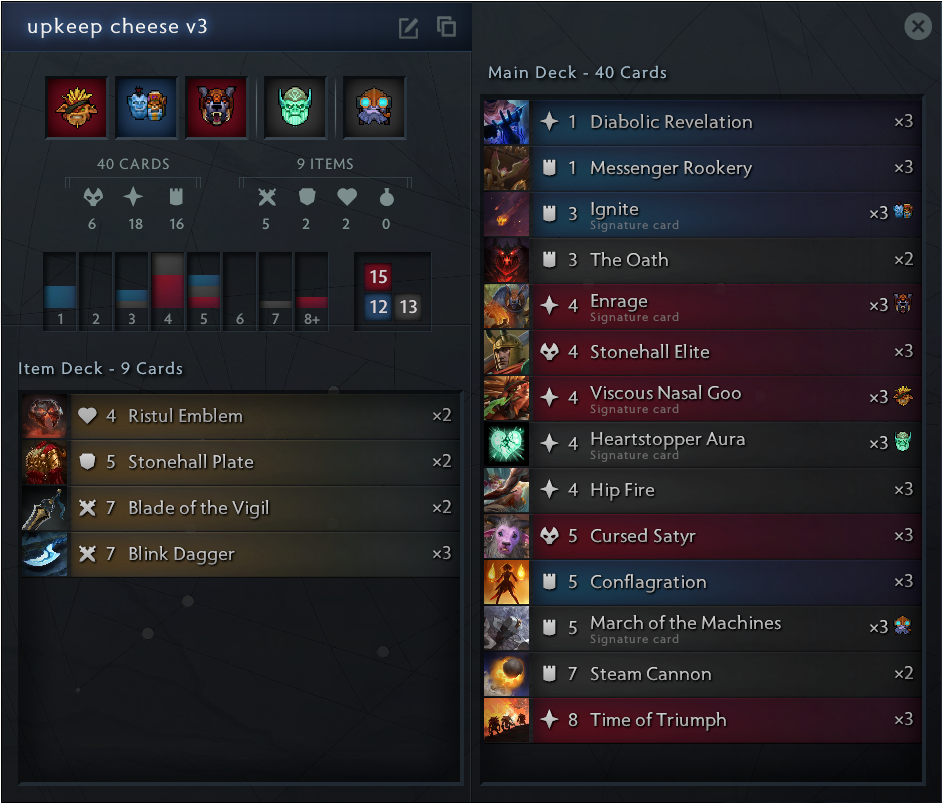 upkeep cheese v3
40 CARDS
9 ITEMS
6 18 16
5 2 2 0
15
12 13
1 2 3 4 5 6 7 8+
Item Deck - 9 Cards
4 Ristul Emblem ×2
5 Stonehall Plate ×2
7 Blade of the Vigil ×2
7 Blink Dagger ×3
Main Deck - 40 Cards
1 Diabolic Revelation ×3
1 Messenger Rookery ×3
3 Ignite ×3
Signature card
3 The Oath ×2
4 Enrage ×3
Signature card
4 Stonehall Elite ×3
4 Viscous Nasal Goo ×3
Signature card
4 Heartstopper Aura ×3
Signature card
4 Hip Fire ×3
5 Cursed Satyr ×3
5 Conflagration ×3
5 March of the Machines ×3
Signature card
7 Steam Cannon ×2
8 Time of Triumph ×3